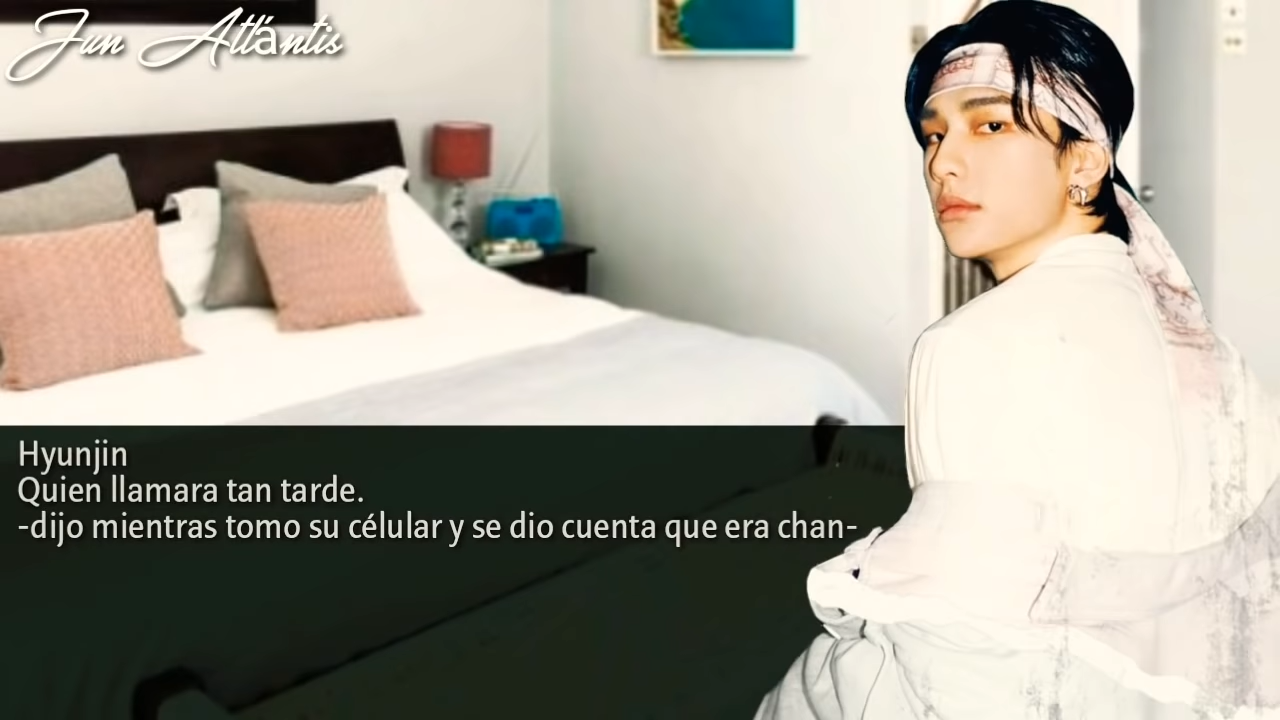 Jun Atlántis
Hyunjin
Quien llamara tan tarde.
-dijo mientras tomo su célular y se dio cuenta que era chan-